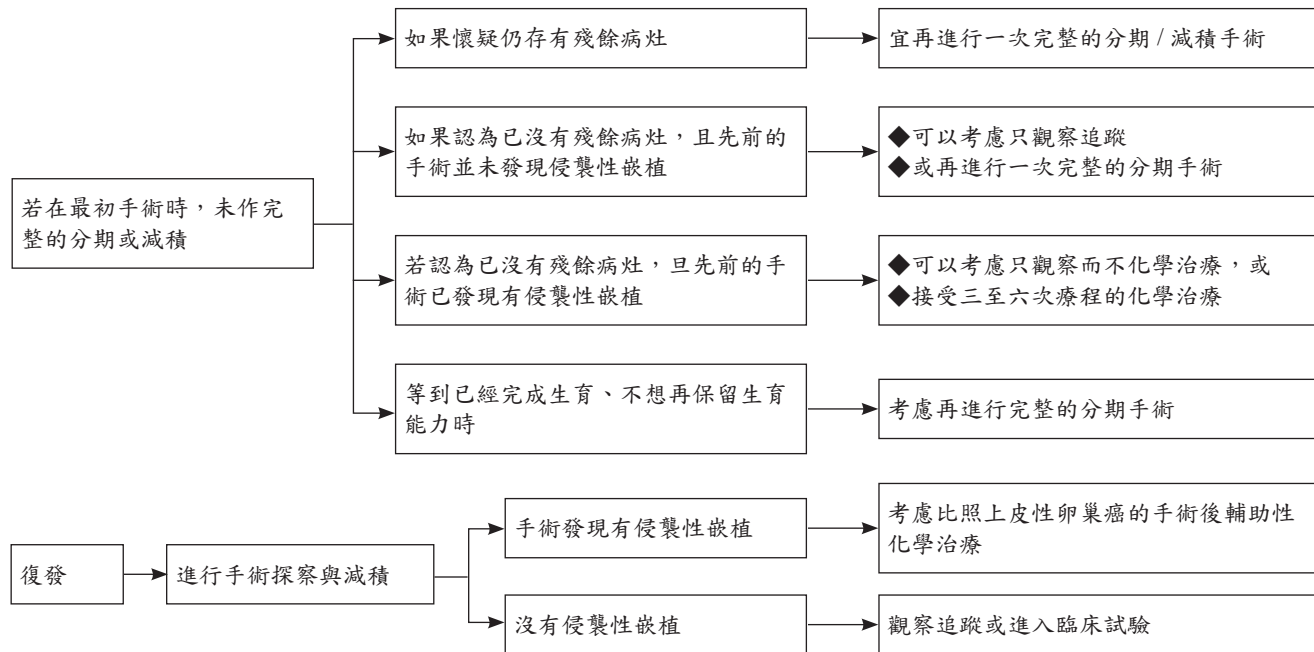 如果懷疑仍存有殘餘病灶
宜再進行一次完整的分期/減積手術
如果認為已沒有殘餘病灶，且先前的
手術並未發現侵襲性嵌植
◆可以考慮只觀察追蹤
◆或再進行一次完整的分期手術
若在最初手術時，未作完
整的分期或減積
若認為已沒有殘餘病灶，旦先前的手
術已發現有侵襲性嵌植
◆可以考慮只觀察而不化學治療，或
◆接受三至六次療程的化學治療
等到已經完成生育、不想再保留生育
能力時
考慮再進行完整的分期手術
復發
進行手術探察與減積
手術發現有侵襲性嵌植
考慮比照上皮性卵巢癌的手術後輔助性
化學治療
沒有侵襲性嵌植
觀察追蹤或進入臨床試驗